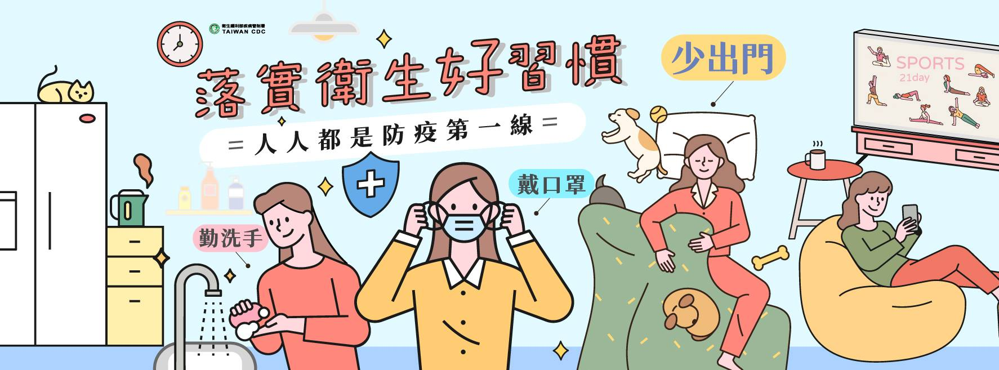 衛生福利部疾病管制署
TAIWAN CDC
落實衛生好習慣
=人人都是防疫第一線=
少出門
SPORTS
21day
戴口罩
勤洗手